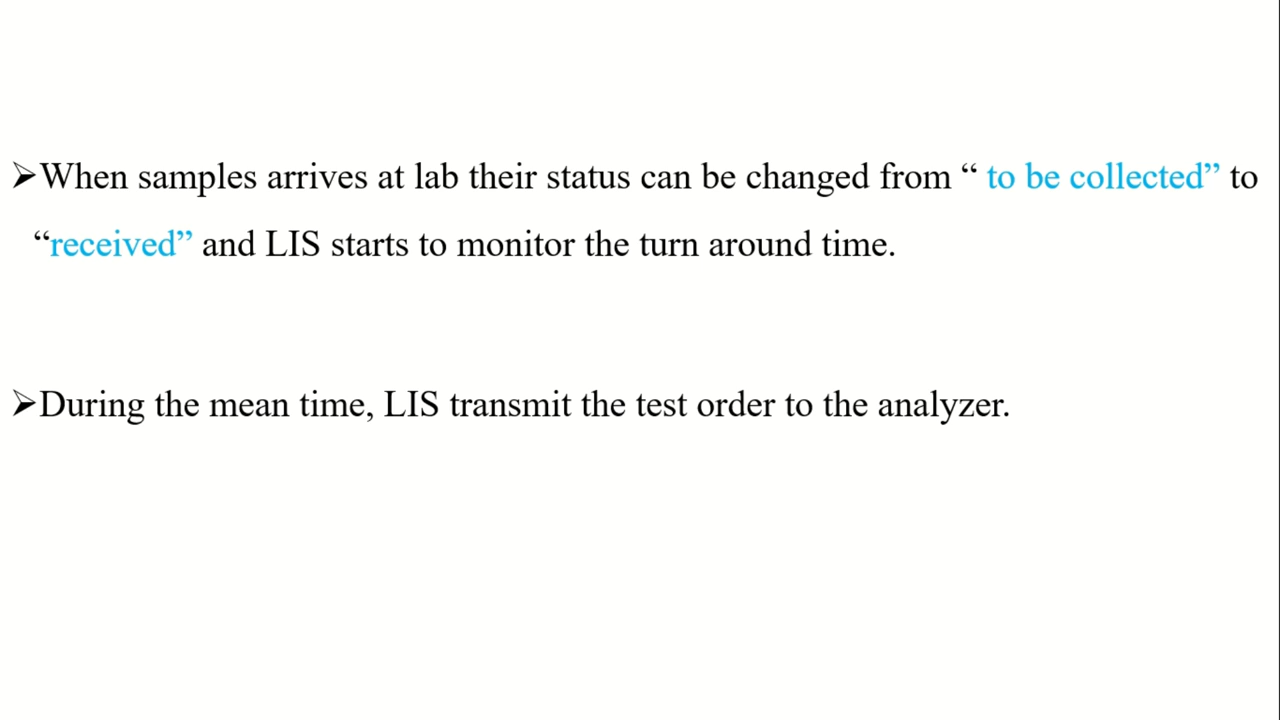 ➢When samples arrives at lab their status can be changed from “ to be collected” to
“received” and LIS starts to monitor the turn around time.
➢During the mean time, LIS transmit the test order to the analyzer.